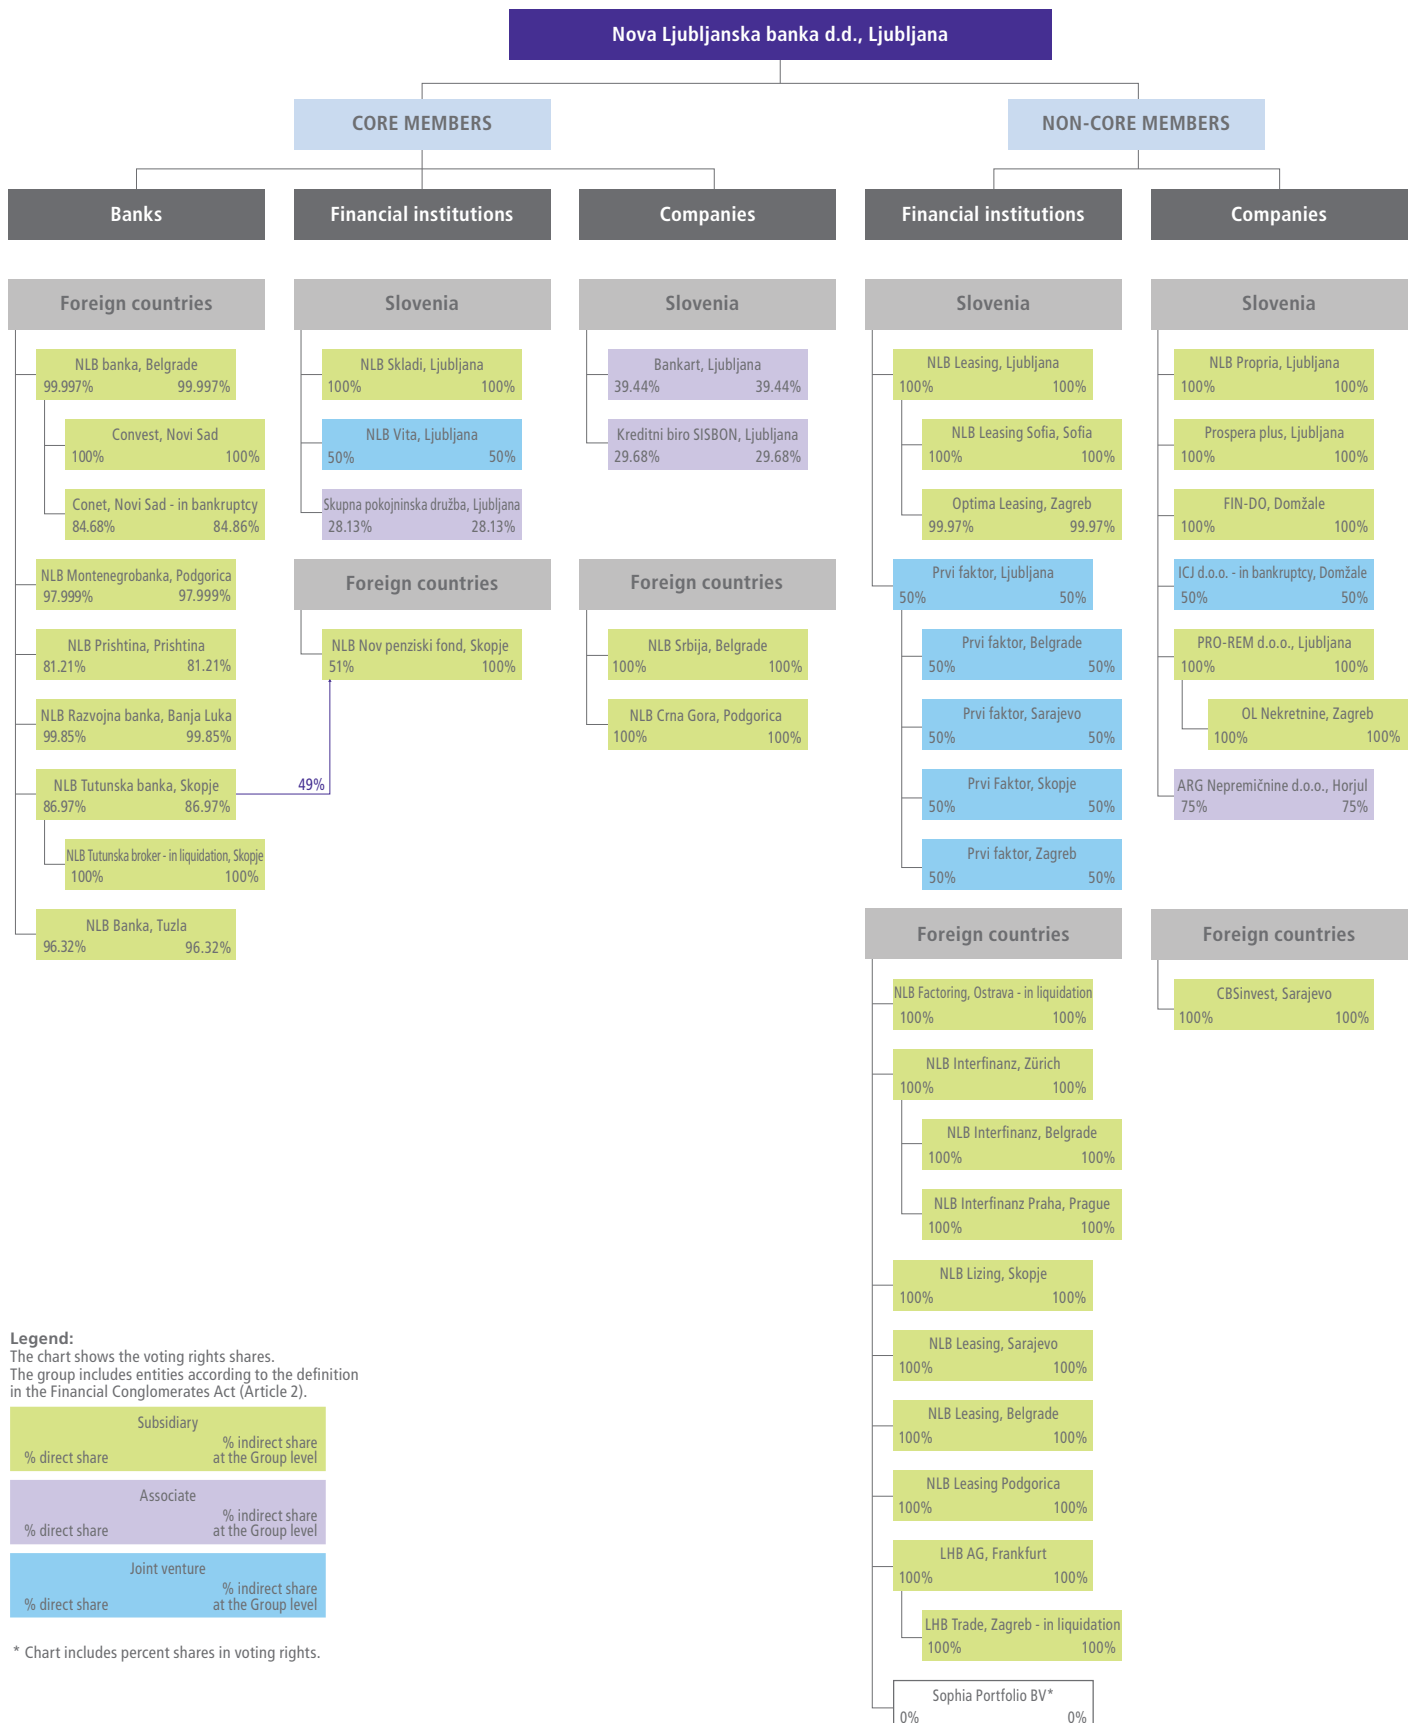 Nova Ljubljanska banka d.d., Ljubljana
CORE MEMBERS
NON-CORE MEMBERS
Banks
Financial institutions
Companies
Financial institutions
Companies
Foreign countries
NLB banka, Belgrade
99.997% 99.997%
Convest, Novi Sad
100% 100%
Conet, Novi Sad - in bankruptcy
84.68% 84.86%
NLB Montenegrobanka, Podgorica
97.999% 97.999%
NLB Prishtina, Prishtina
81.21% 81.21%
NLB Razvojna banka, Banja Luka
99.85% 99.85%
NLB Tutunska banka, Skopje
86.97% 86.97%
49%
NLB Tutunska broker - in liquidation, Skopje
100% 100%
NLB Banka, Tuzla
96.32% 96.32%
Slovenia
NLB Skladi, Ljubljana
100% 100%
NLB Vita, Ljubljana
50% 50%
Skupna pokojninska družba, Ljubljana
28.13% 28.13%
Foreign countries
NLB Nov penziski fond, Skopje
51% 100%
Slovenia
Bankart, Ljubljana
39.44% 39.44%
Kreditni biro SISBON, Ljubljana
29.68% 29.68%
Foreign countries
NLB Srbija, Belgrade
100% 100%
NLB Crna Gora, Podgorica
100% 100%
Slovenia
NLB Leasing, Ljubljana
100% 100%
NLB Leasing Sofia, Sofia
100% 100%
Optima Leasing, Zagreb
99.97% 99.97%
Prvi faktor, Ljubljana
50% 50%
Prvi faktor, Belgrade
50% 50%
Prvi faktor, Sarajevo
50% 50%
Prvi Faktor, Skopje
50% 50%
Prvi faktor, Zagreb
50% 50%
Foreign countries
NLB Factoring, Ostrava - in liquidation
100% 100%
NLB Interfinanz, Zürich
100% 100%
NLB Interfinanz, Belgrade
100% 100%
NLB Interfinanz Praha, Prague
100% 100%
NLB Lizing, Skopje
100% 100%
NLB Leasing, Sarajevo
100% 100%
NLB Leasing, Belgrade
100% 100%
NLB Leasing Podgorica
100% 100%
LHB AG, Frankfurt
100% 100%
LHB Trade, Zagreb - in liquidation
100% 100%
Sophia Portfolio BV*
0% 0%
Slovenia
NLB Propria, Ljubljana
100% 100%
Prospera plus, Ljubljana
100% 100%
FIN-DO, Domžale
100% 100%
ICJ d.o.o. - in bankruptcy, Domžale
50% 50%
PRO-REM d.o.o., Ljubljana
100% 100%
OL Nekretnine, Zagreb
100% 100%
ARG Nepremičnine d.o.o., Horjul
75% 75%
Foreign countries
CBSinvest, Sarajevo
100% 100%
Legend:
The chart shows the voting rights shares.
The group includes entities according to the definition
in the Financial Conglomerates Act (Article 2).
Subsidiary
% indirect share
% direct share at the Group level
Associate
% indirect share
% direct share at the Group level
Joint venture
% indirect share
% direct share at the Group level
* Chart includes percent shares in voting rights.